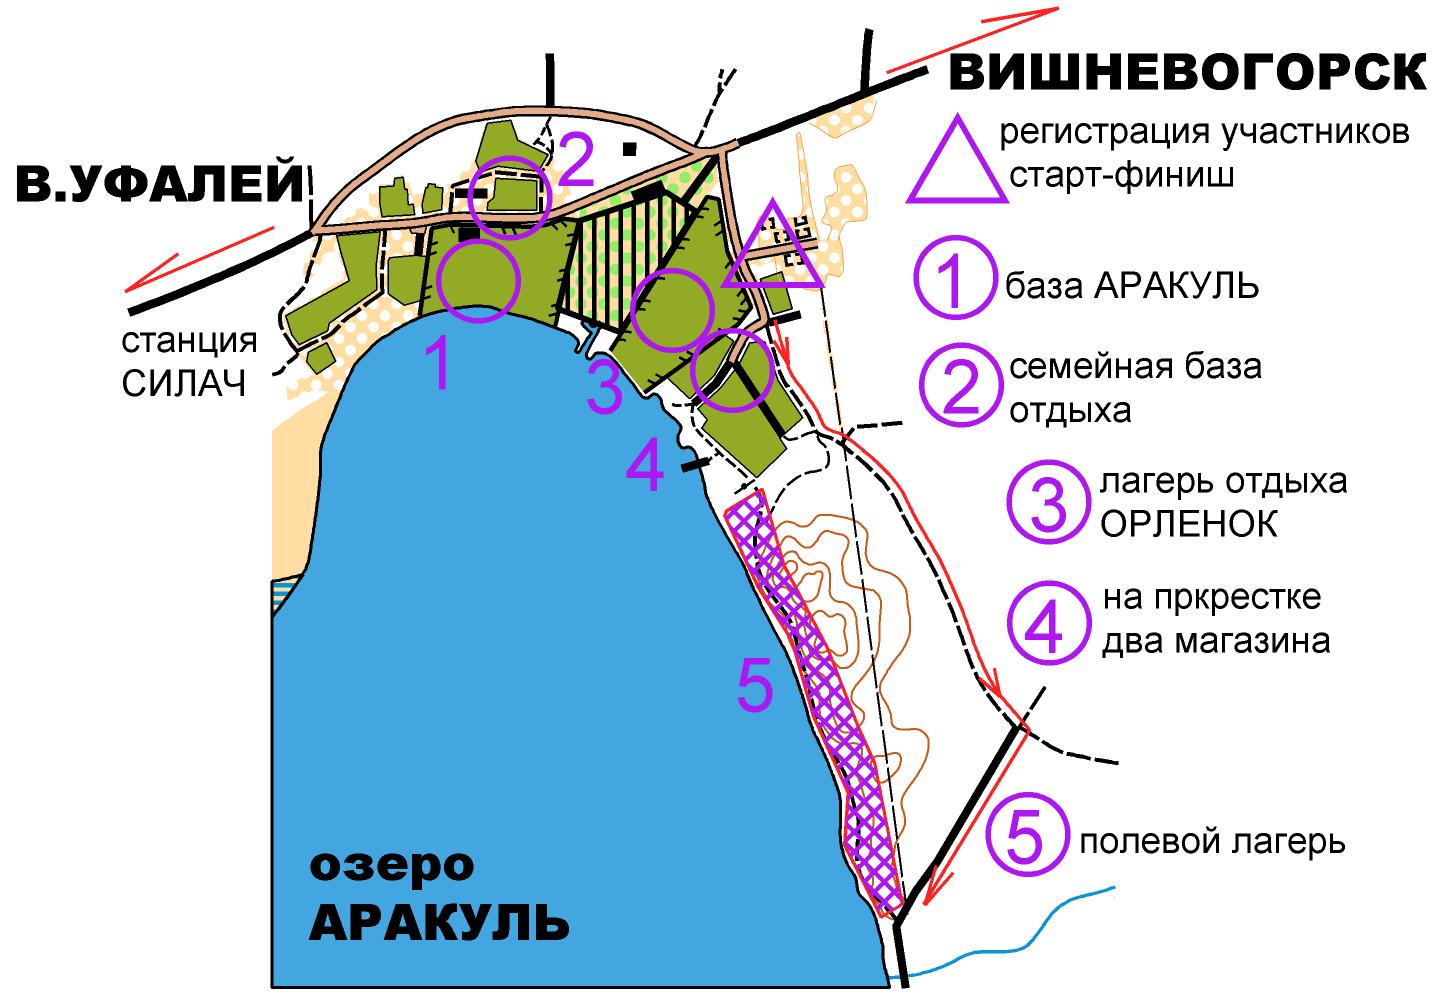 ВИШНЕВОГОРСК
регистрация участников
старт-финиш
В.УФАЛЕЙ
2
1 база АРАКУЛЬ
станция
СИЛАЧ
1
3
2 семейная база
отдыха
4
3 лагерь отдыха
ОРЛЕНОК
4 на пркрестке
два магазина
5
5 полевой лагерь
озеро
АРАКУЛЬ